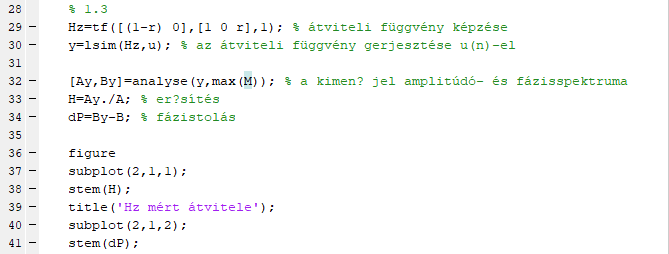 28 % 1.3
29 – Hz=tf([(1-r) 0],[1 0 r],1); % átviteli függvény képzése
30 – y=lsim(Hz,u); % az átviteli függvény gerjesztése u(n)-el
31
32 – [Ay,By]=analyse(y,max(M)); % a kimen? jel amplitúdó- és fázisspektruma
33 – H=Ay./A; % er?sítés
34 – dP=By-B; % fázistolás
35
36 – figure
37 – subplot(2,1,1);
38 – stem(H);
39 – title('Hz mért átvitele');
40 – subplot(2,1,2);
41 – stem(dP);